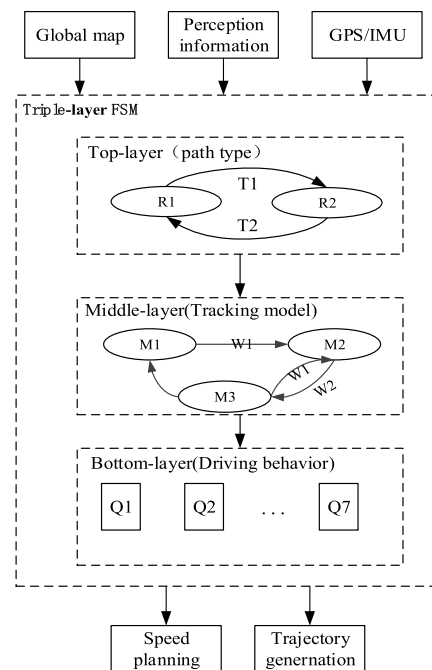 Global map
Perception
information
GPS/IMU
Triple-layer FSM
Top-layer（path type）
T1
R1
R2
T2
Middle-layer(Tracking model)
M1
W1
M2
W1
W2
M3
Bottom-layer(Driving behavior)
Q1
Q2
...
Q7
Speed
planning
Trajectory
genernation